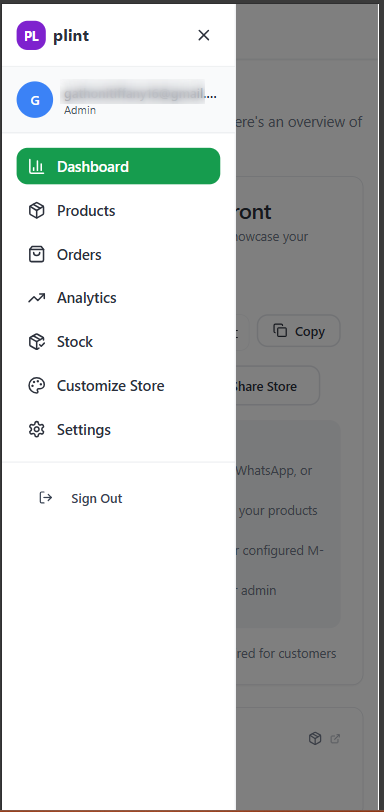 PL plint
G
Admin
ere's an overview of
Dashboard
Products
ront
Orders
howcase your
Analytics
Copy
Stock
Customize Store
Share Store
Settings
WhatsApp, or
Sign Out
your products
r configured M-
r admin
red for customers